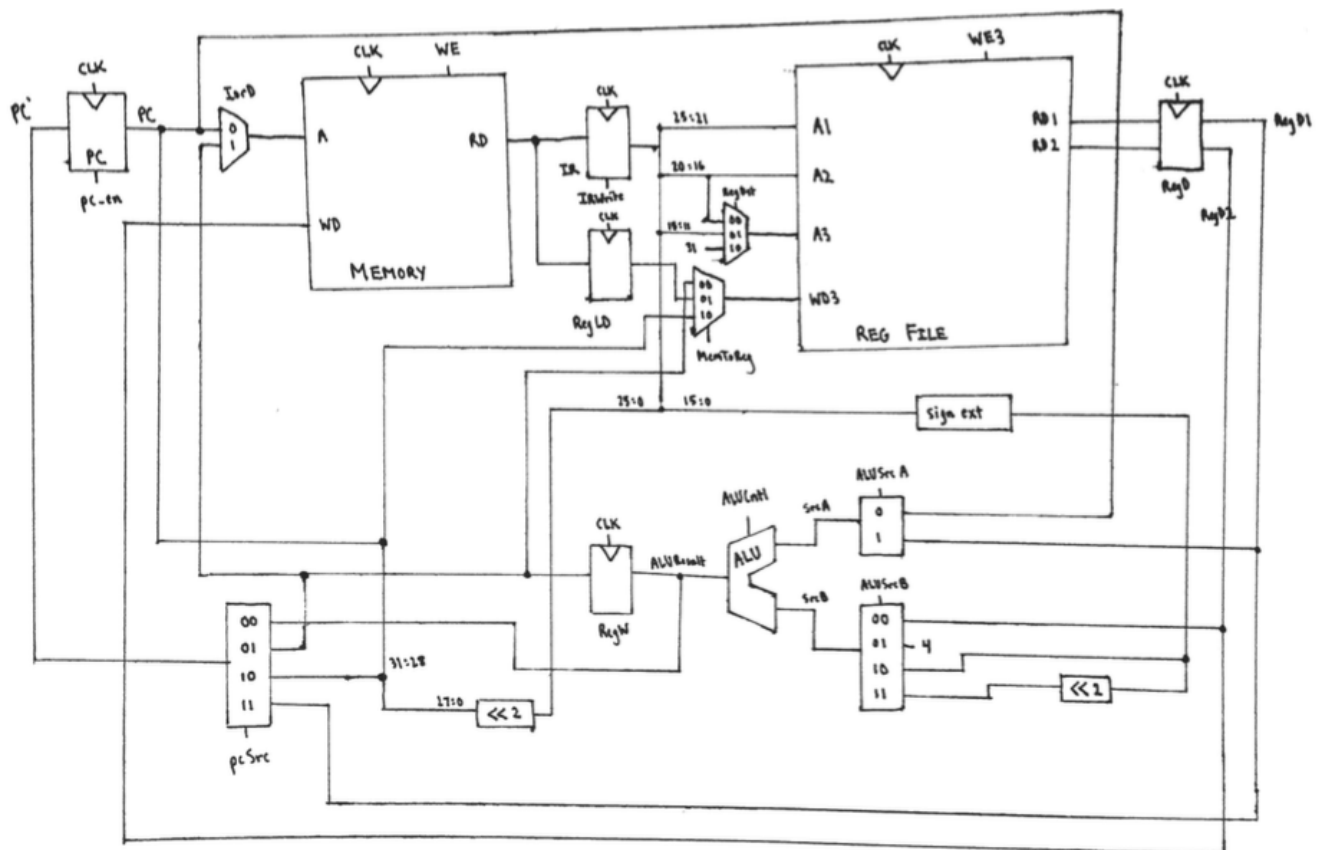 CLK
PC'
PC
PC
pc-en
IorD
0
1
CLK
WE
A
RD
WD
MEMORY
CLK
IR
IRWrite
CLK
RegLD
25:21
20:16
15:11
31
RegDst
00
01
10
00
01
10
MemToReg
CLK
WE3
A1
A2
A3
WD3
RD1
RD2
REG FILE
CLK
RegD
RegD1
RegD2
25:0
15:0
sign ext
ALUSrcA
0
1
srcA
ALUCntl
ALU
srcB
ALUSrcB
00
01
4
10
11
<<2
CLK
ALUResult
RegW
00
01
10
11
pcSrc
31:28
27:0
<<2